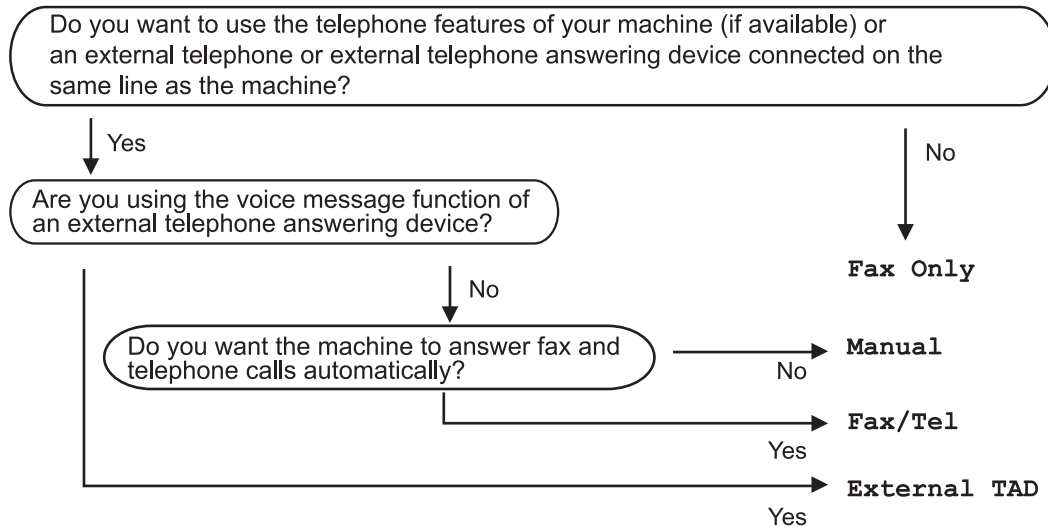 Do you want to use the telephone features of your machine (if available) or
an external telephone or external telephone answering device connected on the
same line as the machine?
Yes
No
Are you using the voice message function of
an external telephone answering device?
Fax Only
No
Do you want the machine to answer fax and
telephone calls automatically?
Manual
No
Fax/Tel
Yes
External TAD
Yes